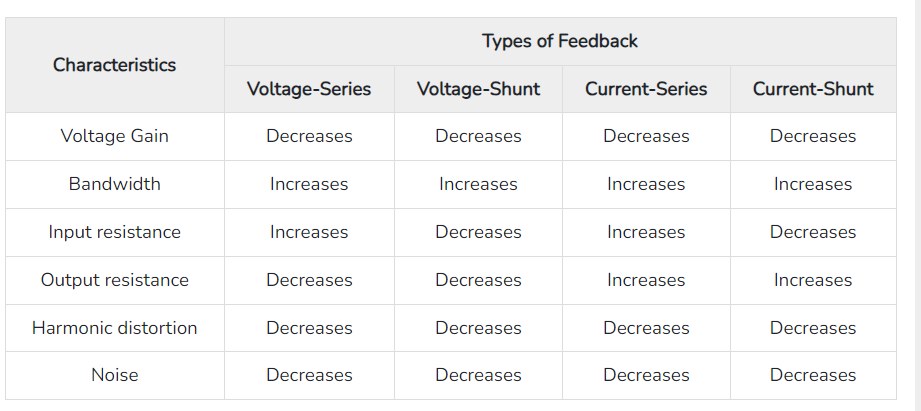 Characteristics
Types of Feedback
Voltage-Series Voltage-Shunt Current-Series Current-Shunt
Voltage Gain Decreases Decreases Decreases Decreases
Bandwidth Increases Increases Increases Increases
Input resistance Increases Decreases Increases Decreases
Output resistance Decreases Decreases Increases Increases
Harmonic distortion Decreases Decreases Decreases Decreases
Noise Decreases Decreases Decreases Decreases